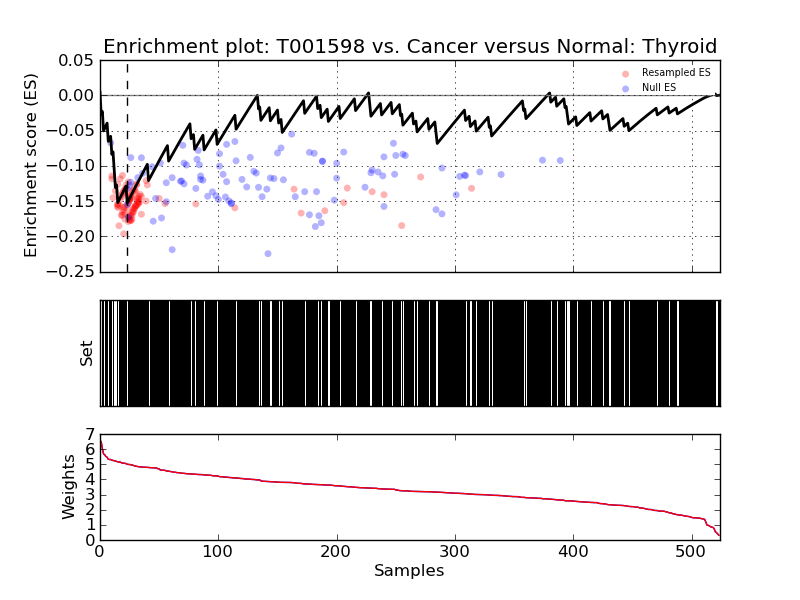 Enrichment plot: T001598 vs. Cancer versus Normal: Thyroid
Enrichment score (ES)
0.05
0.00
−0.05
−0.10
−0.15
−0.20
−0.25
Resampled ES
Null ES
Set
Weights
7
6
5
4
3
2
1
0
0 100 200 300 400 500
Samples